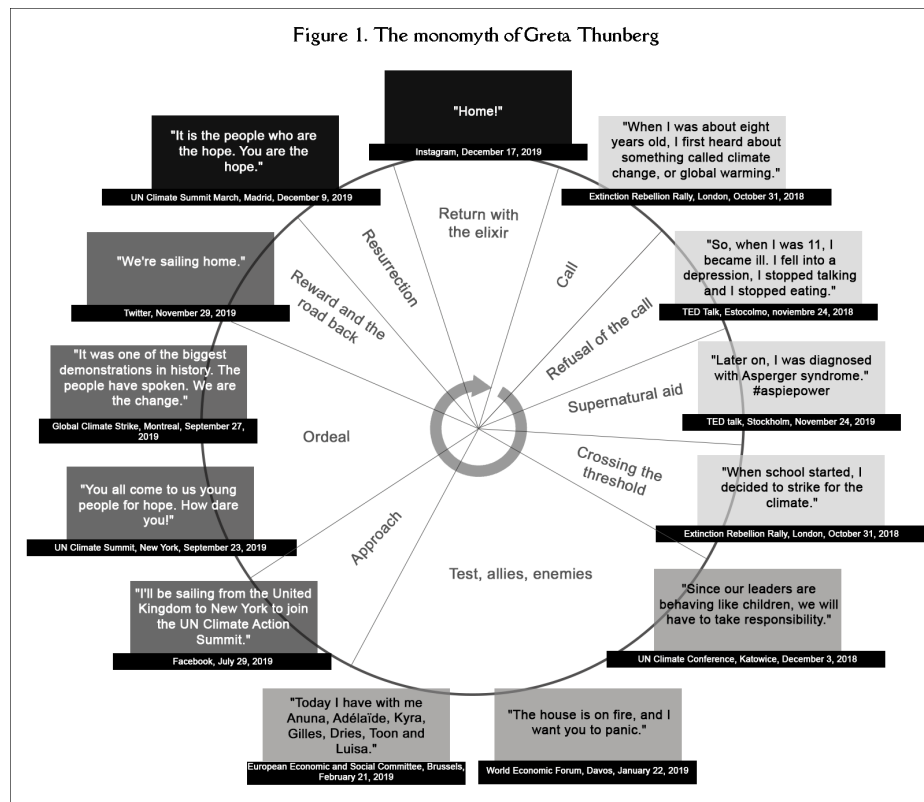 Figure 1. The monomyth of Greta Thunberg
"Home!"
Instagram, December 17, 2019
"When I was about eight
years old, I first heard about
something called climate
change, or global warming."
Extinction Rebellion Rally, London, October 31, 2018
"So, when I was 11, I
became ill. I fell into a
depression, I stopped talking
and I stopped eating."
TED Talk, Estocolmo, noviembre 24, 2018
"Later on, I was diagnosed
with Asperger syndrome."
#aspiepower
TED talk, Stockholm, November 24, 2019
"When school started, I
decided to strike for the
climate."
Extinction Rebellion Rally, London, October 31, 2018
"Since our leaders are
behaving like children, we will
have to take responsibility."
UN Climate Conference, Katowice, December 3, 2018
"The house is on fire, and I
want you to panic."
World Economic Forum, Davos, January 22, 2019
"Today I have with me
Anuna, Adélaïde, Kyra,
Gilles, Dries, Toon and
Luisa."
European Economic and Social Committee, Brussels,
February 21, 2019
"I'll be sailing from the United
Kingdom to New York to join
the UN Climate Action
Summit."
Facebook, July 29, 2019
"You all come to us young
people for hope. How dare
you!"
UN Climate Summit, New York, September 23, 2019
"It was one of the biggest
demonstrations in history. The
people have spoken. We are
the change."
Global Climate Strike, Montreal, September 27,
2019
"We're sailing home."
Twitter, November 29, 2019
"It is the people who are
the hope. You are the
hope."
UN Climate Summit March, Madrid, December 9, 2019
Return with
the elixir
Call
Refusal of the call
Supernatural aid
Crossing the
threshold
Test, allies, enemies
Approach
Ordeal
Reward and the
road back
Resurrection